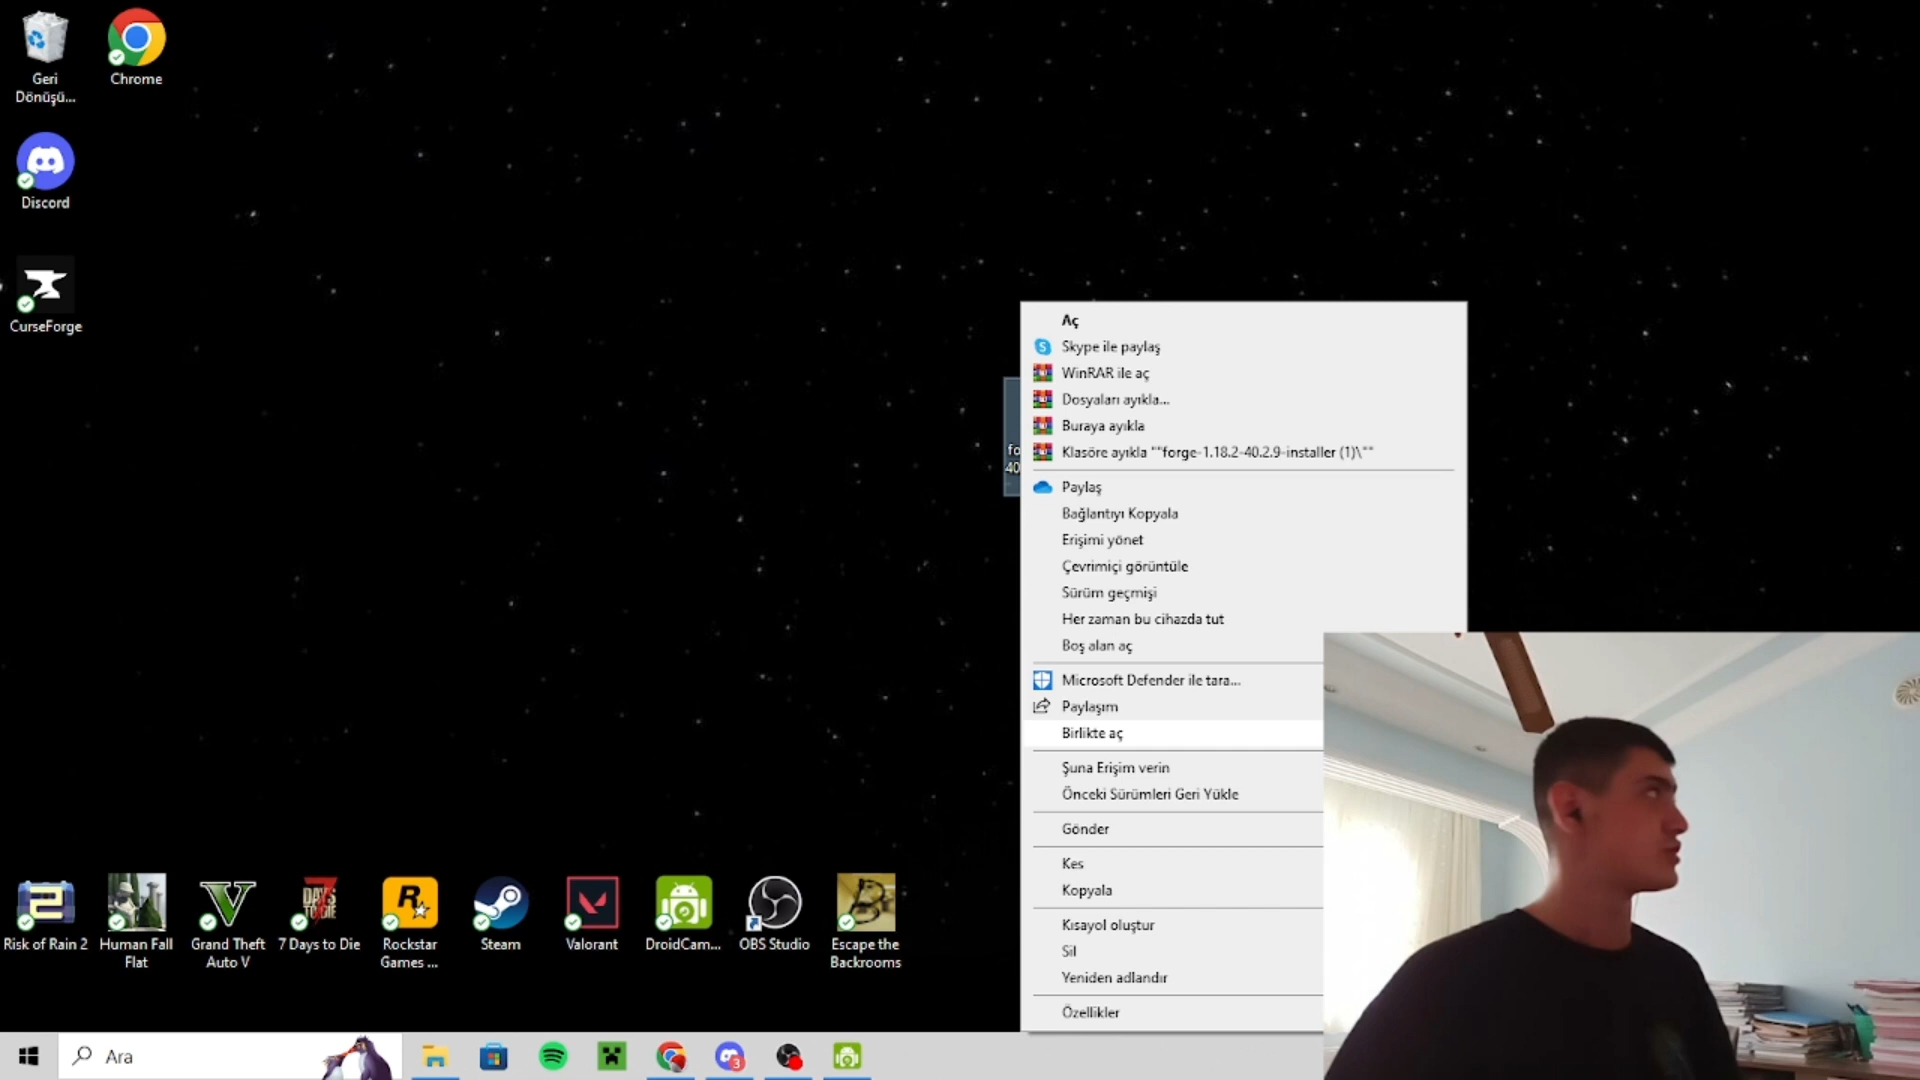 Geri
Dönüşü...
Chrome
Discord
CurseForge
fo
40
Aç
Skype ile paylaş
WinRAR ile aç
Dosyaları ayıkla...
Buraya ayıkla
Klasöre ayıkla ""forge-1.18.2-40.2.9-installer (1)\""
Paylaş
Bağlantıyı Kopyala
Erişimi yönet
Çevrimiçi görüntüle
Sürüm geçmişi
Her zaman bu cihazda tut
Boş alan aç
Microsoft Defender ile tara...
Paylaşım
Birlikte aç
Şuna Erişim verin
Önceki Sürümleri Geri Yükle
Gönder
Kes
Kopyala
Kısayol oluştur
Sil
Yeniden adlandır
Özellikler
Risk of Rain 2
Human Fall
Flat
Grand Theft
Auto V
7 Days to Die
Rockstar
Games ...
Steam
Valorant
DroidCam...
OBS Studio
Escape the
Backrooms
Ara
3